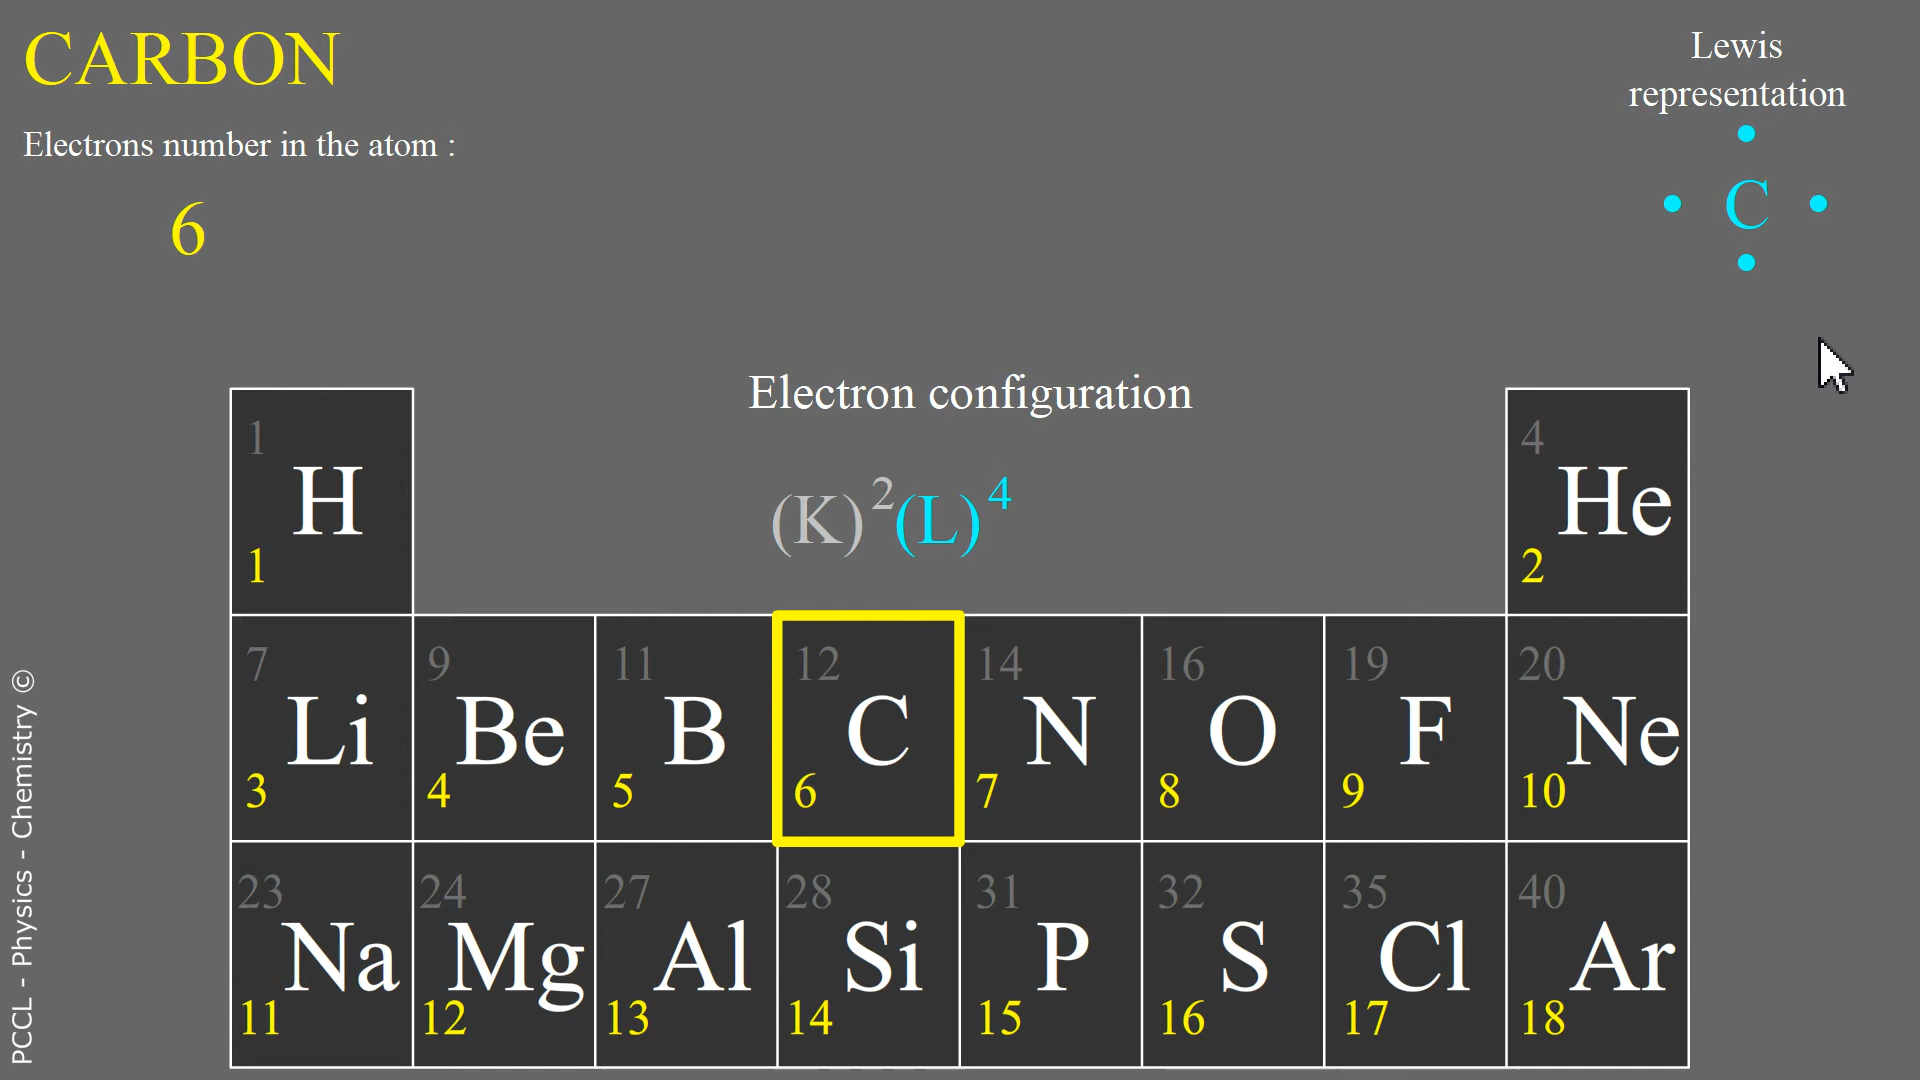 CARBON
Electrons number in the atom :
6
Lewis
representation
C
Electron configuration
(K)²(L)⁴
1 H 1
4 He 2
7 Li 3
9 Be 4
11 B 5
12 C 6
14 N 7
16 O 8
19 F 9
20 Ne 10
23 Na 11
24 Mg 12
27 Al 13
28 Si 14
31 P 15
32 S 16
35 Cl 17
40 Ar 18
PCCL - Physics - Chemistry ©